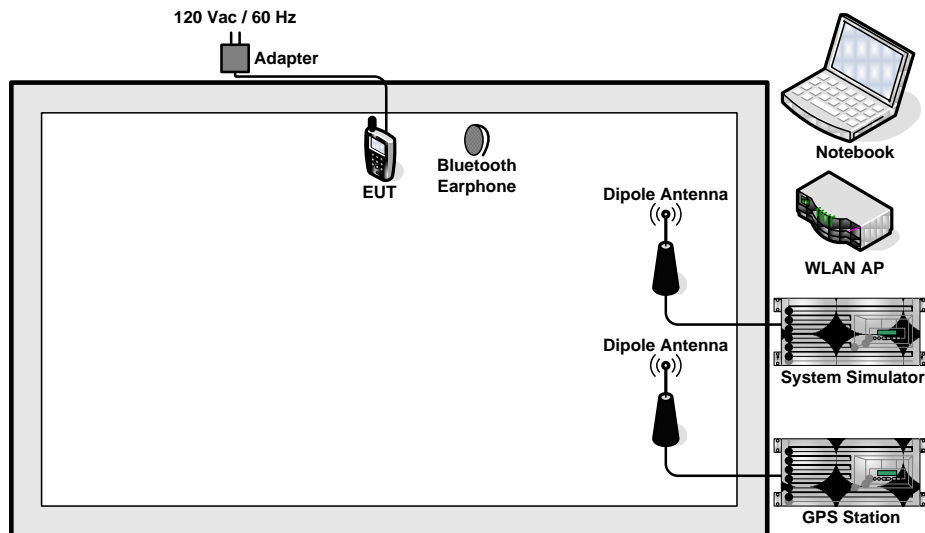 120 Vac / 60 Hz
Adapter
EUT
Bluetooth
Earphone
Notebook
Dipole Antenna
WLAN AP
System Simulator
Dipole Antenna
GPS Station